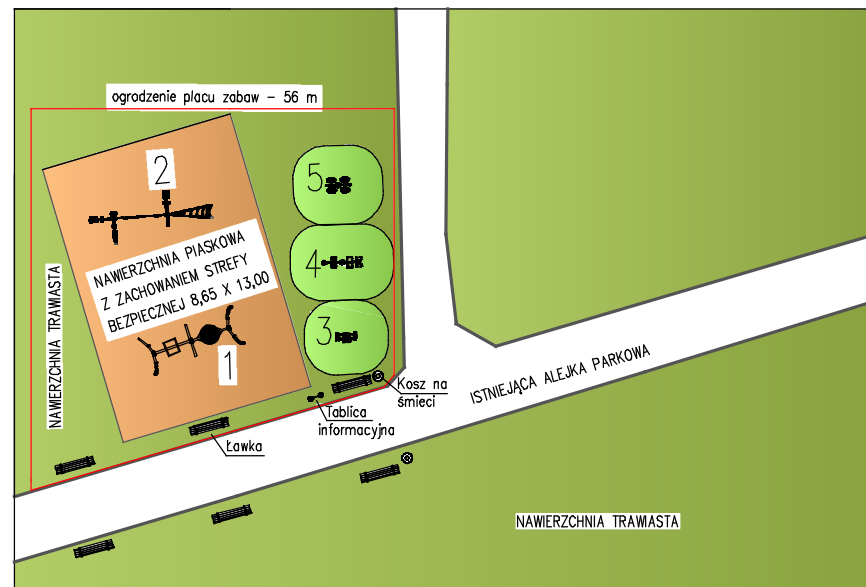 ogrodzenie placu zabaw – 56 m
2
5
NAWIERZCHNIA PIASKOWA
Z ZACHOWANIEM STREFY
BEZPIECZNEJ 8,65 X 13,00
4
NAWIERZCHNIA TRAWIASTA
3
1
ISTNIEJĄCA ALEJKA PARKOWA
Kosz na
śmieci
Tablica
informacyjna
Ławka
NAWIERZCHNIA TRAWIASTA